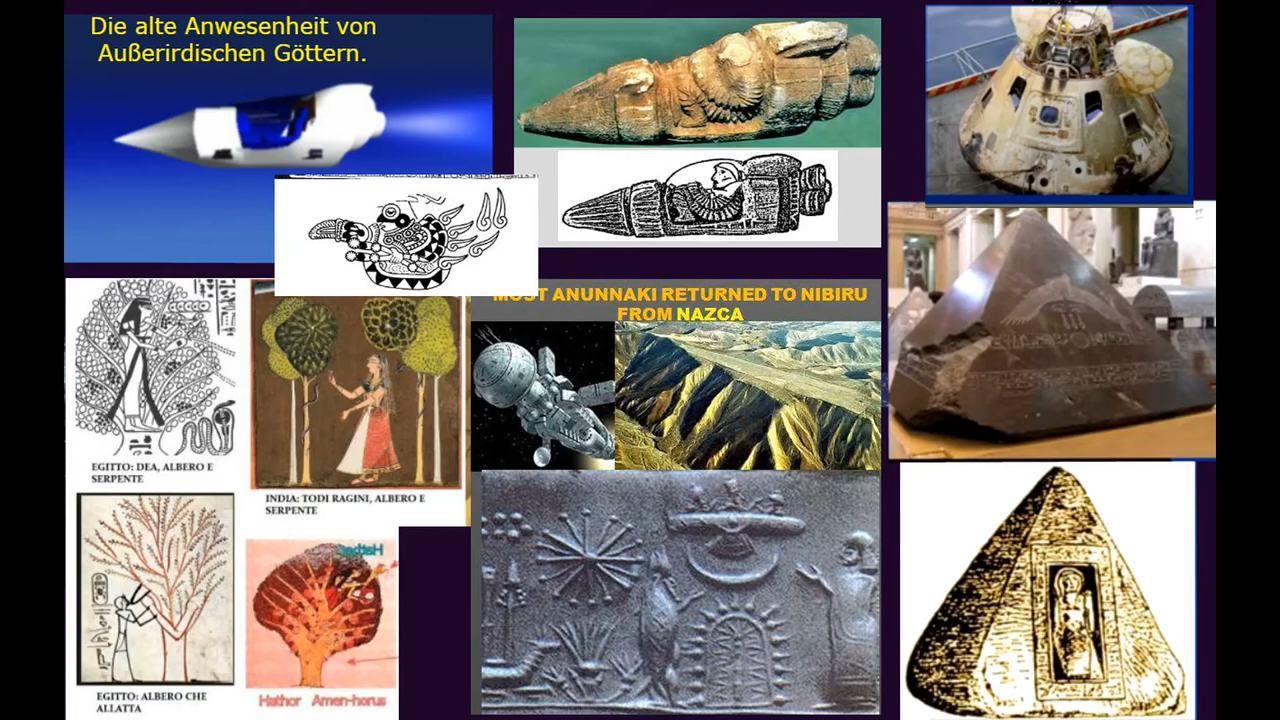 Die alte Anwesenheit von
Außerirdischen Göttern.
MOST ANUNNAKI RETURNED TO NIBIRU
FROM NAZCA
EGITTO: DEA, ALBERO E
SERPENTE
INDIA: TODI RAGINI, ALBERO E
SERPENTE
EGITTO: ALBERO CHE
ALLATTA
Hathor
Hathor Amen-horus